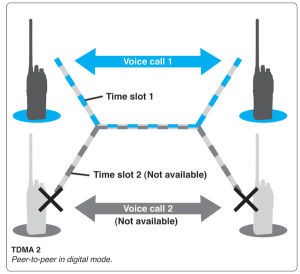 Voice call 1
Time slot 1
Time slot 2 (Not available)
Voice call 2
(Not available)
TDMA 2
Peer-to-peer in digital mode.